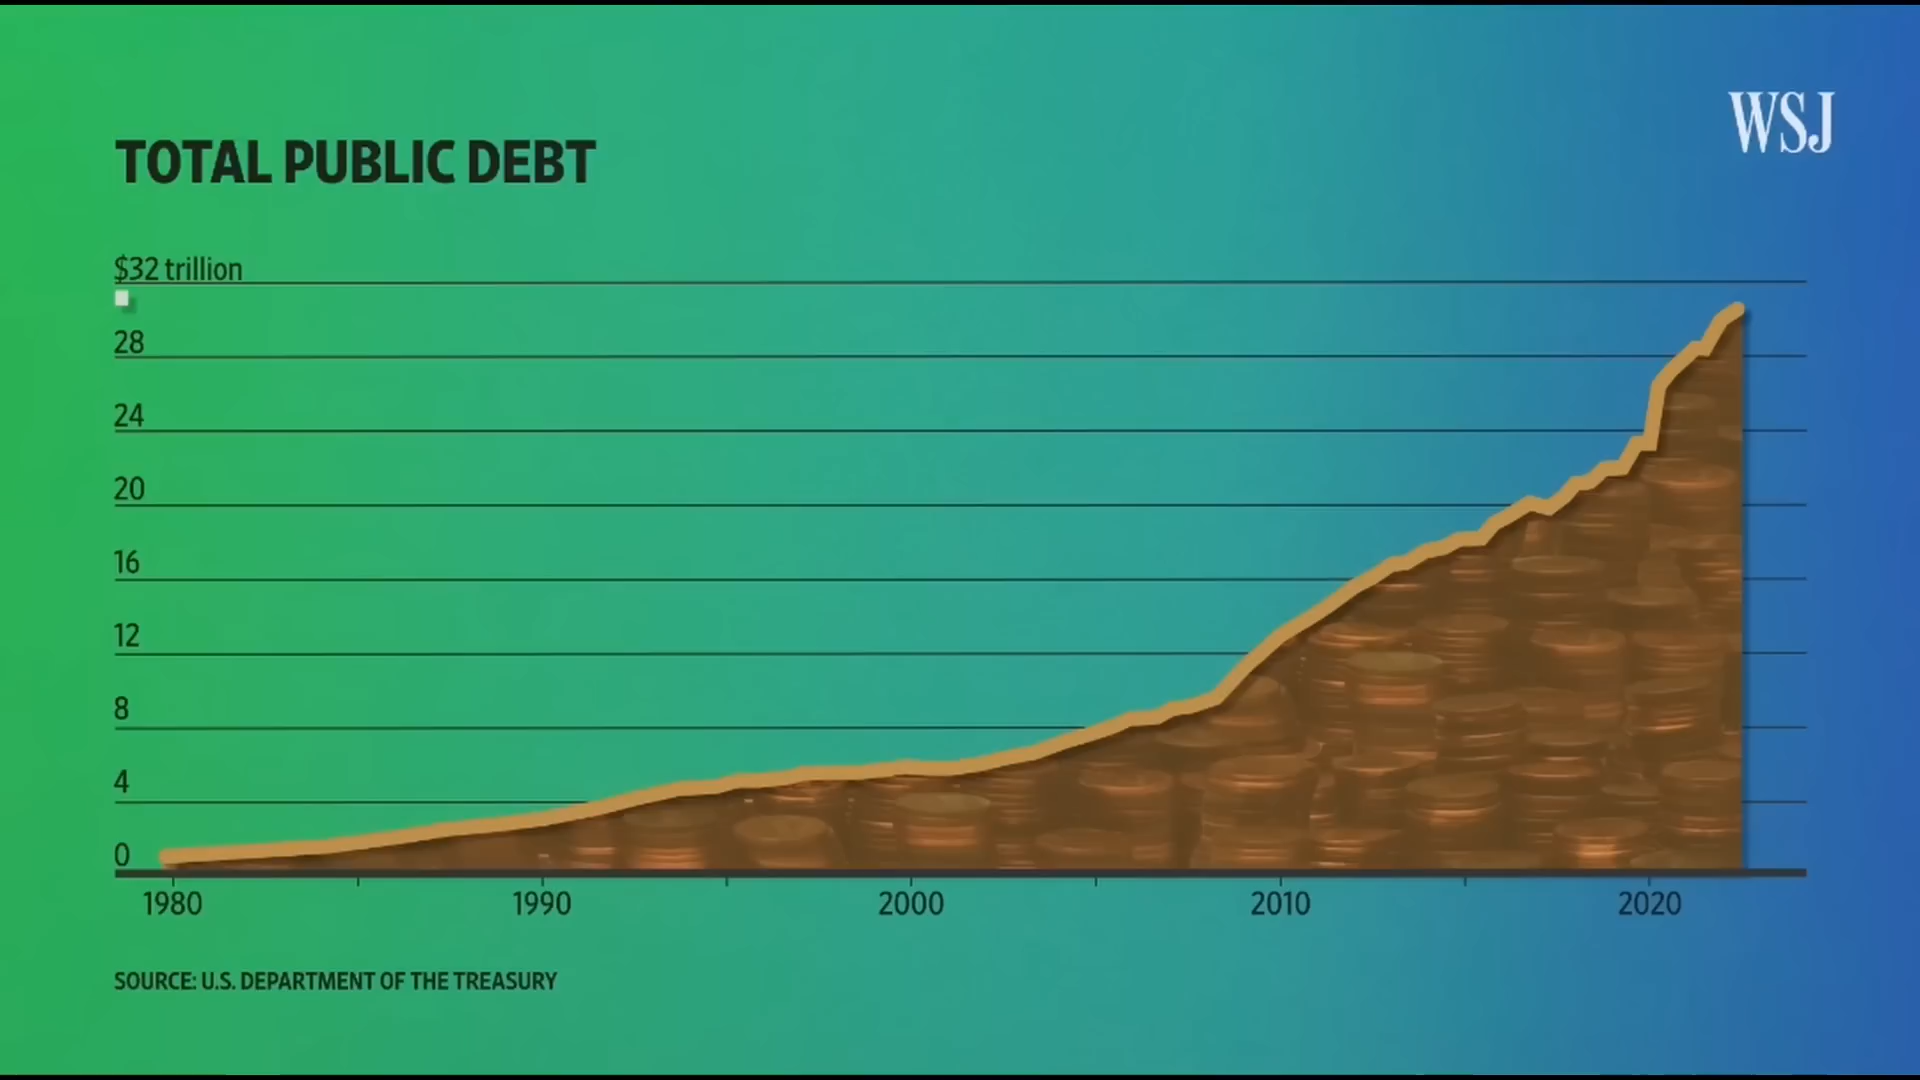 WSJ
TOTAL PUBLIC DEBT
$32 trillion
28
24
20
16
12
8
4
0
1980 1990 2000 2010 2020
SOURCE: U.S. DEPARTMENT OF THE TREASURY